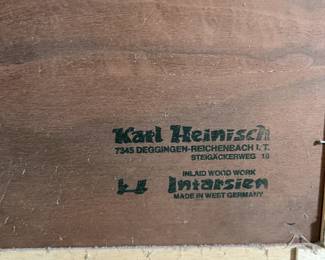 Karl Heinisch
7345 DEGGINGEN-REICHENBACH I. T.
STEIGÄCKERWEG 18
INLAID WOOD WORK
Intarsien
MADE IN WEST GERMANY